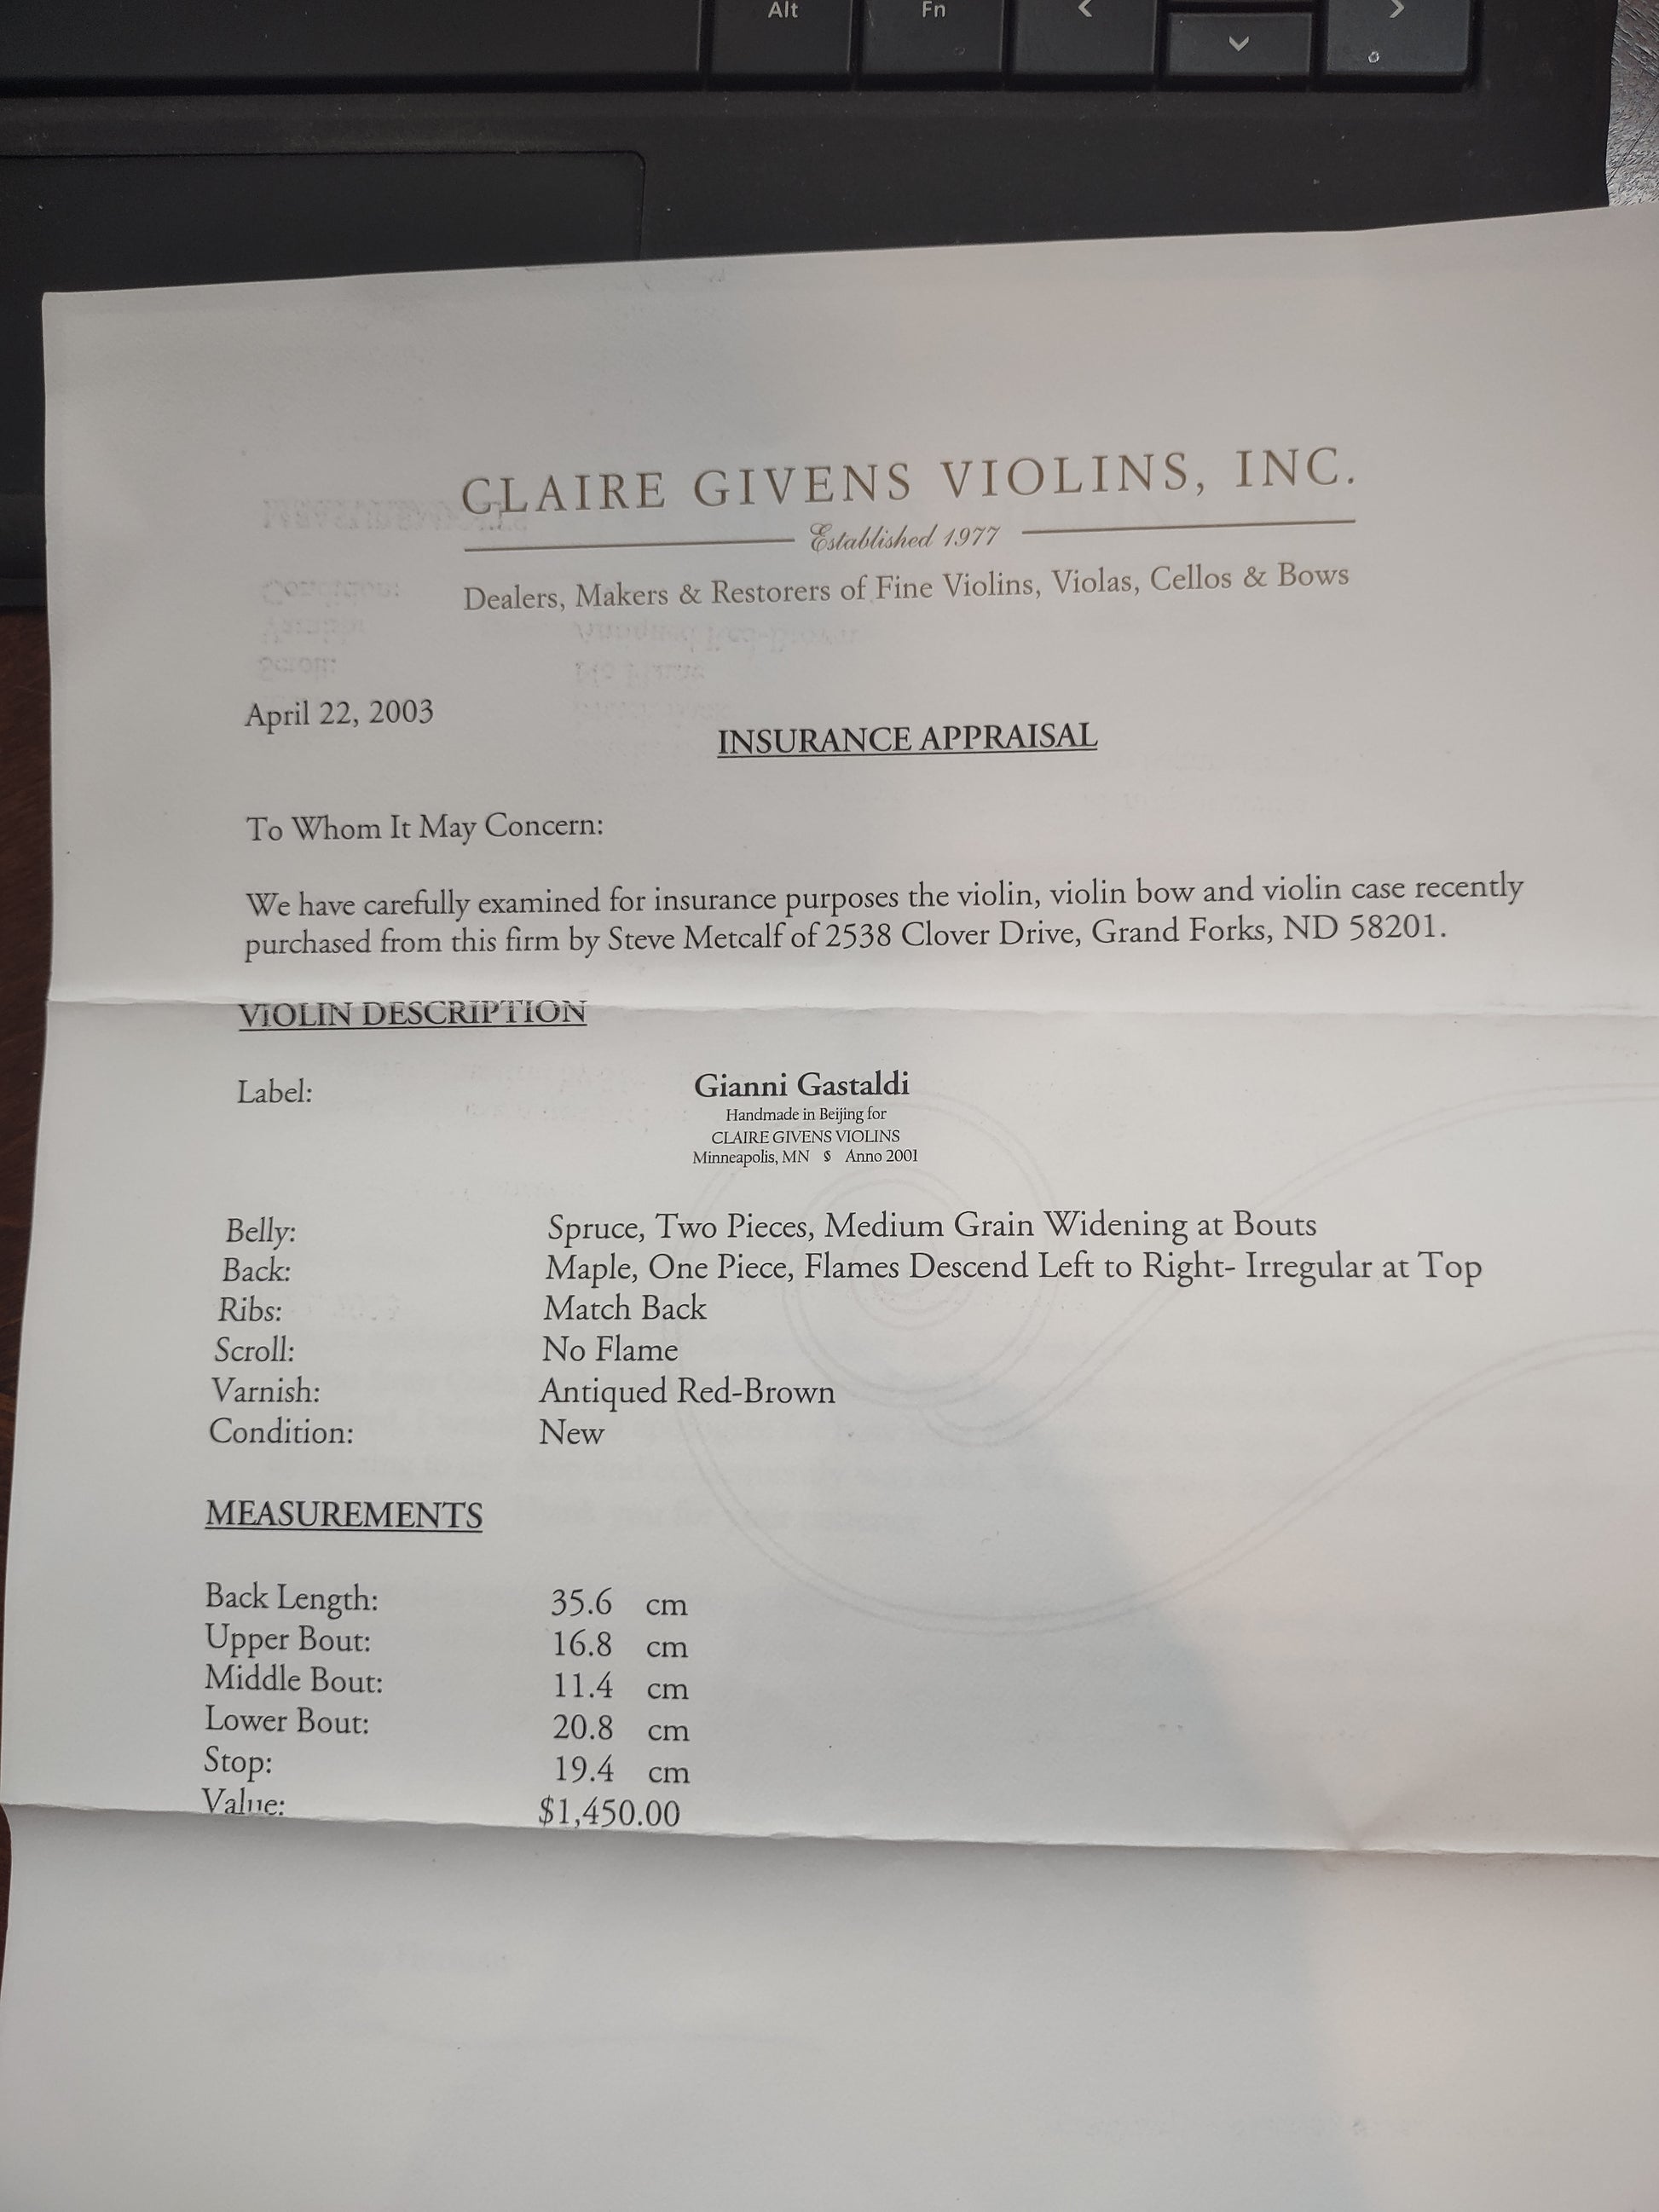 Alt Fn < ⌄ >
CLAIRE GIVENS VIOLINS, INC.
Established 1977
Dealers, Makers & Restorers of Fine Violins, Violas, Cellos & Bows
April 22, 2003
INSURANCE APPRAISAL
To Whom It May Concern:
We have carefully examined for insurance purposes the violin, violin bow and violin case recently
purchased from this firm by Steve Metcalf of 2538 Clover Drive, Grand Forks, ND 58201.
VIOLIN DESCRIPTION
Label: Gianni Gastaldi
Handmade in Beijing for
CLAIRE GIVENS VIOLINS
Minneapolis, MN § Anno 2001
Belly: Spruce, Two Pieces, Medium Grain Widening at Bouts
Back: Maple, One Piece, Flames Descend Left to Right- Irregular at Top
Ribs: Match Back
Scroll: No Flame
Varnish: Antiqued Red-Brown
Condition: New
MEASUREMENTS
Back Length: 35.6 cm
Upper Bout: 16.8 cm
Middle Bout: 11.4 cm
Lower Bout: 20.8 cm
Stop: 19.4 cm
Value: $1,450.00